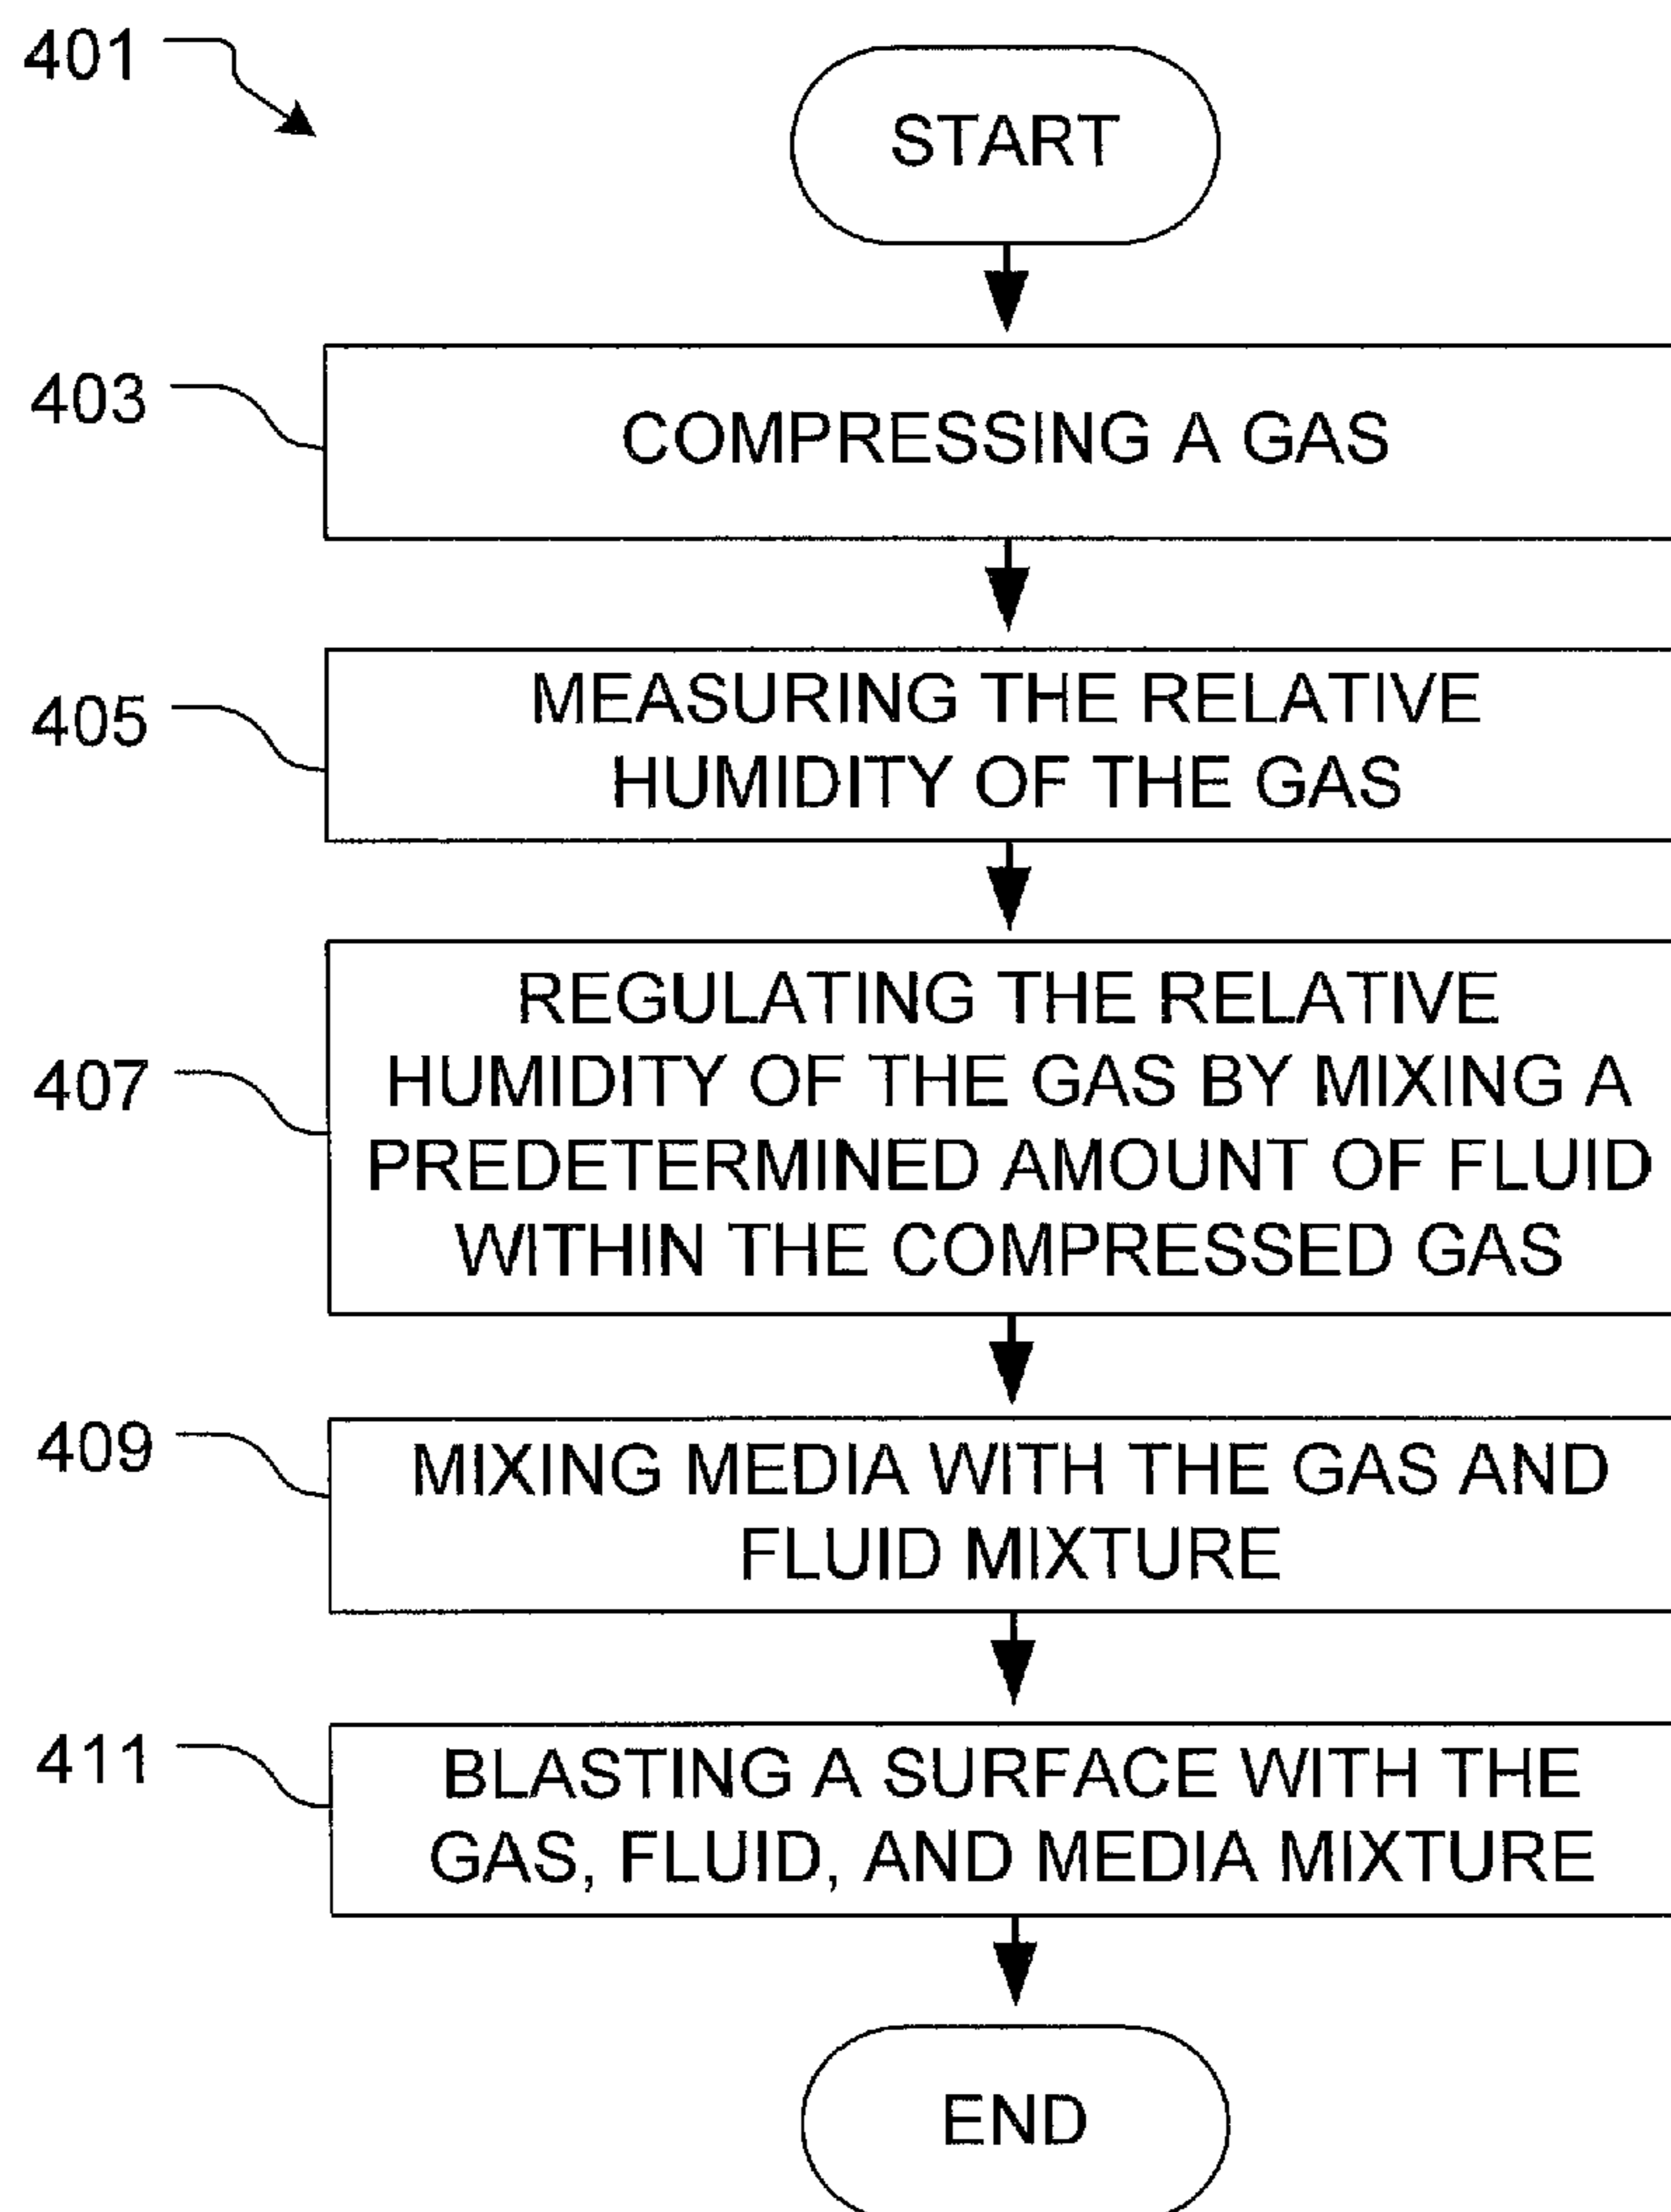 401
START
403
COMPRESSING A GAS
405
MEASURING THE RELATIVE
HUMIDITY OF THE GAS
407
REGULATING THE RELATIVE
HUMIDITY OF THE GAS BY MIXING A
PREDETERMINED AMOUNT OF FLUID
WITHIN THE COMPRESSED GAS
409
MIXING MEDIA WITH THE GAS AND
FLUID MIXTURE
411
BLASTING A SURFACE WITH THE
GAS, FLUID, AND MEDIA MIXTURE
END